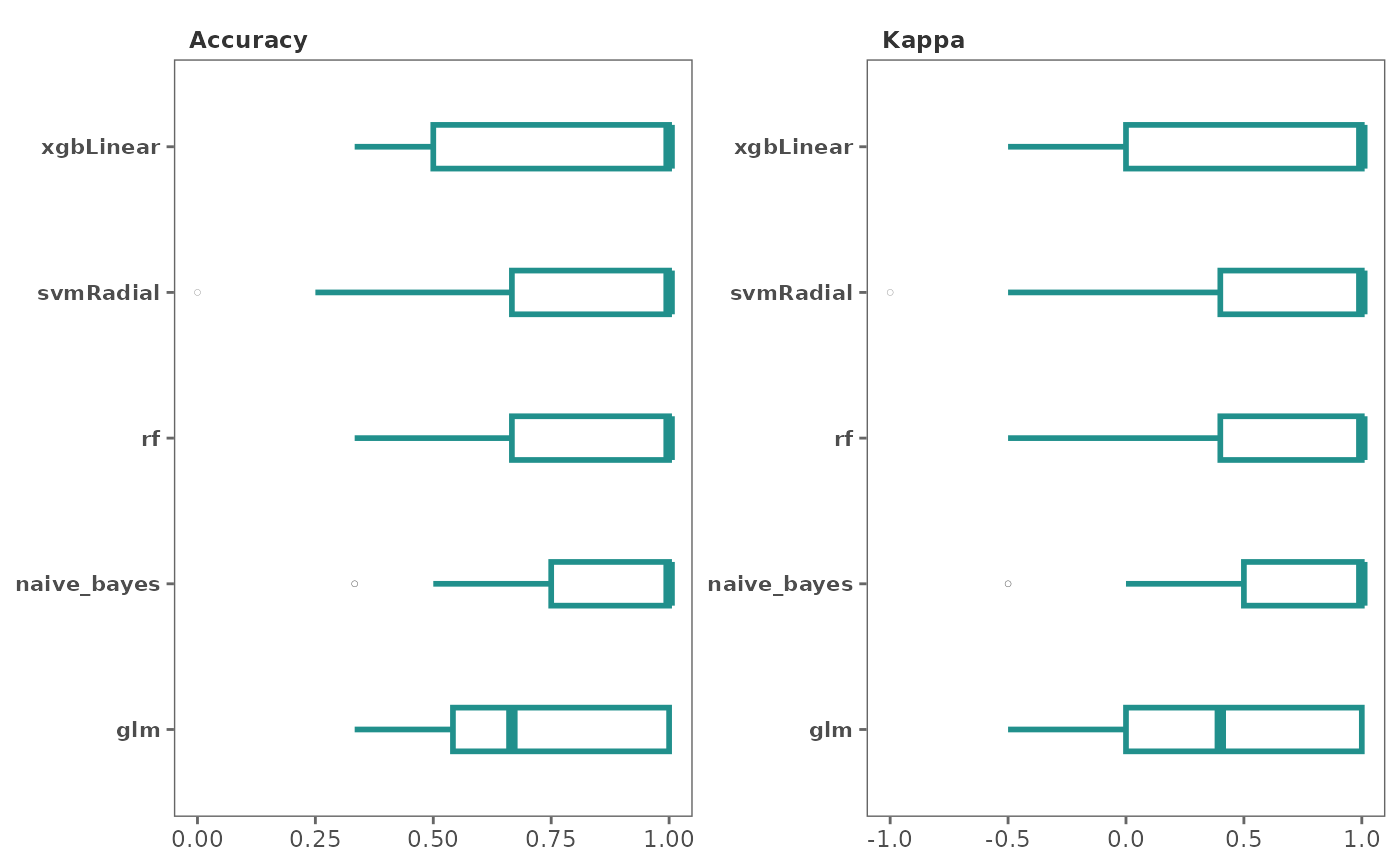 Accuracy
xgbLinear
svmRadial
rf
naive_bayes
glm
0.00 0.25 0.50 0.75 1.00
Kappa
xgbLinear
svmRadial
rf
naive_bayes
glm
-1.0 -0.5 0.0 0.5 1.0